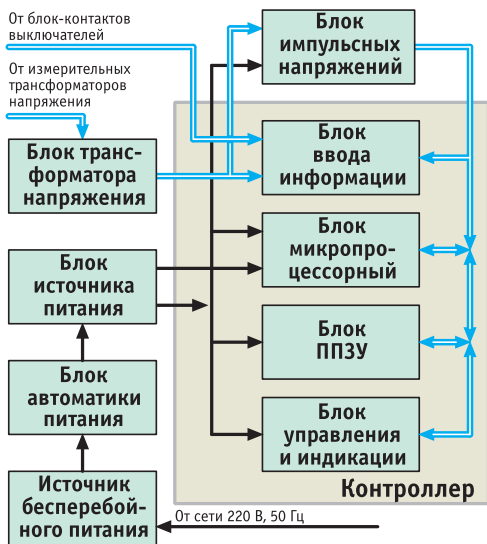 От блок-контактов
выключателей
От измерительных
трансформаторов
напряжения
Блок транс-
форматора
напряжения
Блок
источника
питания
Блок
автоматики
питания
Источник
бесперебой-
ного питания
От сети 220 В, 50 Гц
Блок
импульсных
напряжений
Блок
ввода
информации
Блок
микропро-
цессорный
Блок
ППЗУ
Блок
управления
и индикации
Контроллер